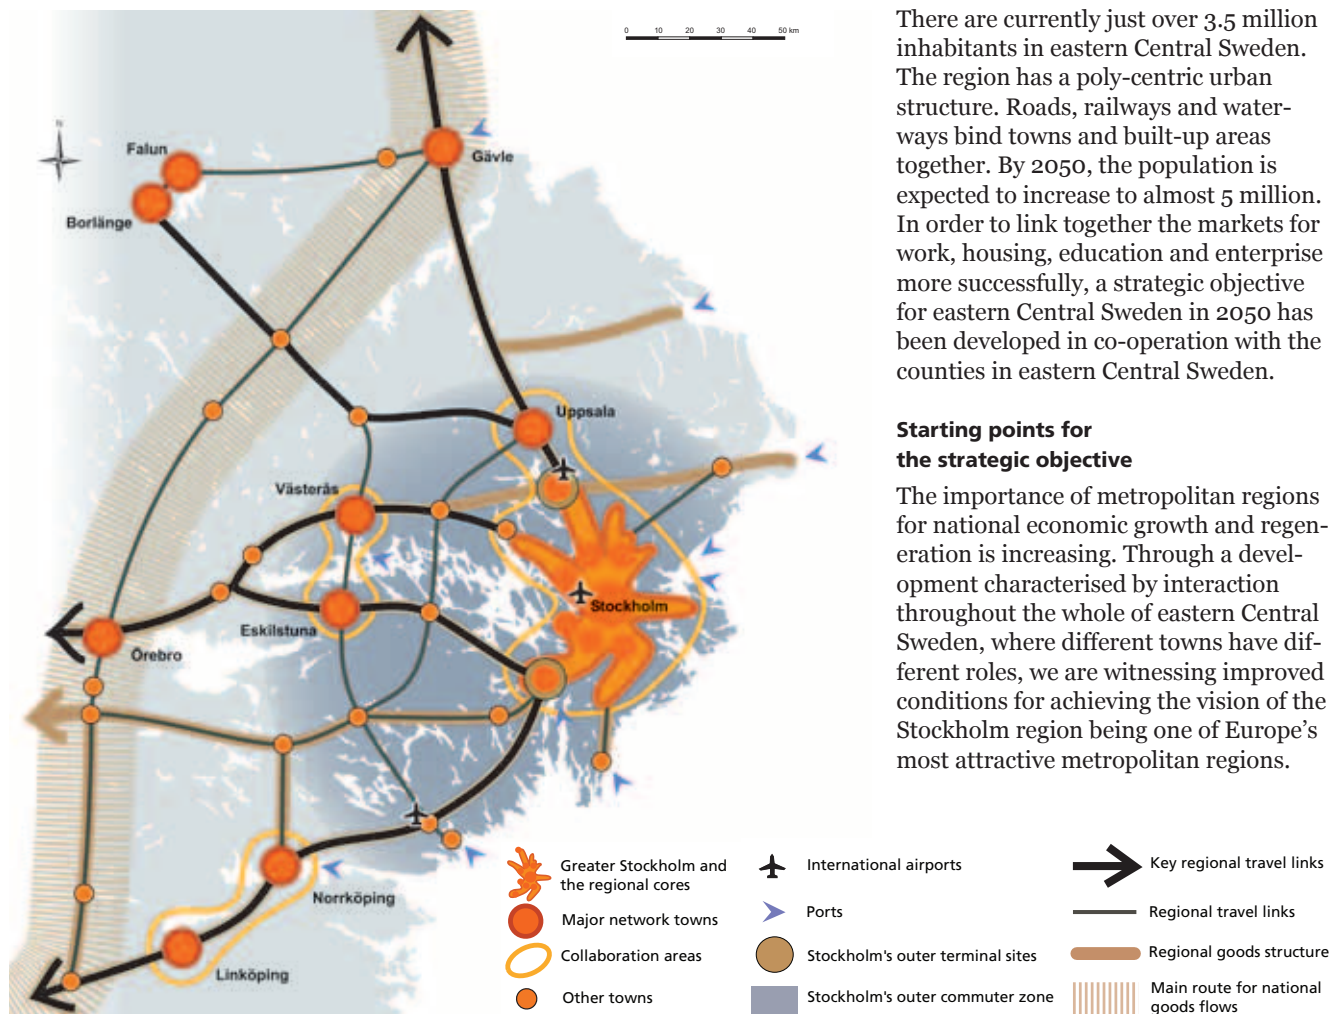 0 10 20 30 40 50 km
N
Falun
Gävle
Borlänge
Uppsala
Västerås
Stockholm
Eskilstuna
Örebro
Norrköping
Linköping
There are currently just over 3.5 million
inhabitants in eastern Central Sweden.
The region has a poly-centric urban
structure. Roads, railways and water-
ways bind towns and built-up areas
together. By 2050, the population is
expected to increase to almost 5 million.
In order to link together the markets for
work, housing, education and enterprise
more successfully, a strategic objective
for eastern Central Sweden in 2050 has
been developed in co-operation with the
counties in eastern Central Sweden.
Starting points for
the strategic objective
The importance of metropolitan regions
for national economic growth and regen-
eration is increasing. Through a devel-
opment characterised by interaction
throughout the whole of eastern Central
Sweden, where different towns have dif-
ferent roles, we are witnessing improved
conditions for achieving the vision of the
Stockholm region being one of Europe's
most attractive metropolitan regions.
Greater Stockholm and
the regional cores
Major network towns
Collaboration areas
Other towns
International airports
Ports
Stockholm's outer terminal sites
Stockholm's outer commuter zone
Key regional travel links
Regional travel links
Regional goods structure
Main route for national
goods flows